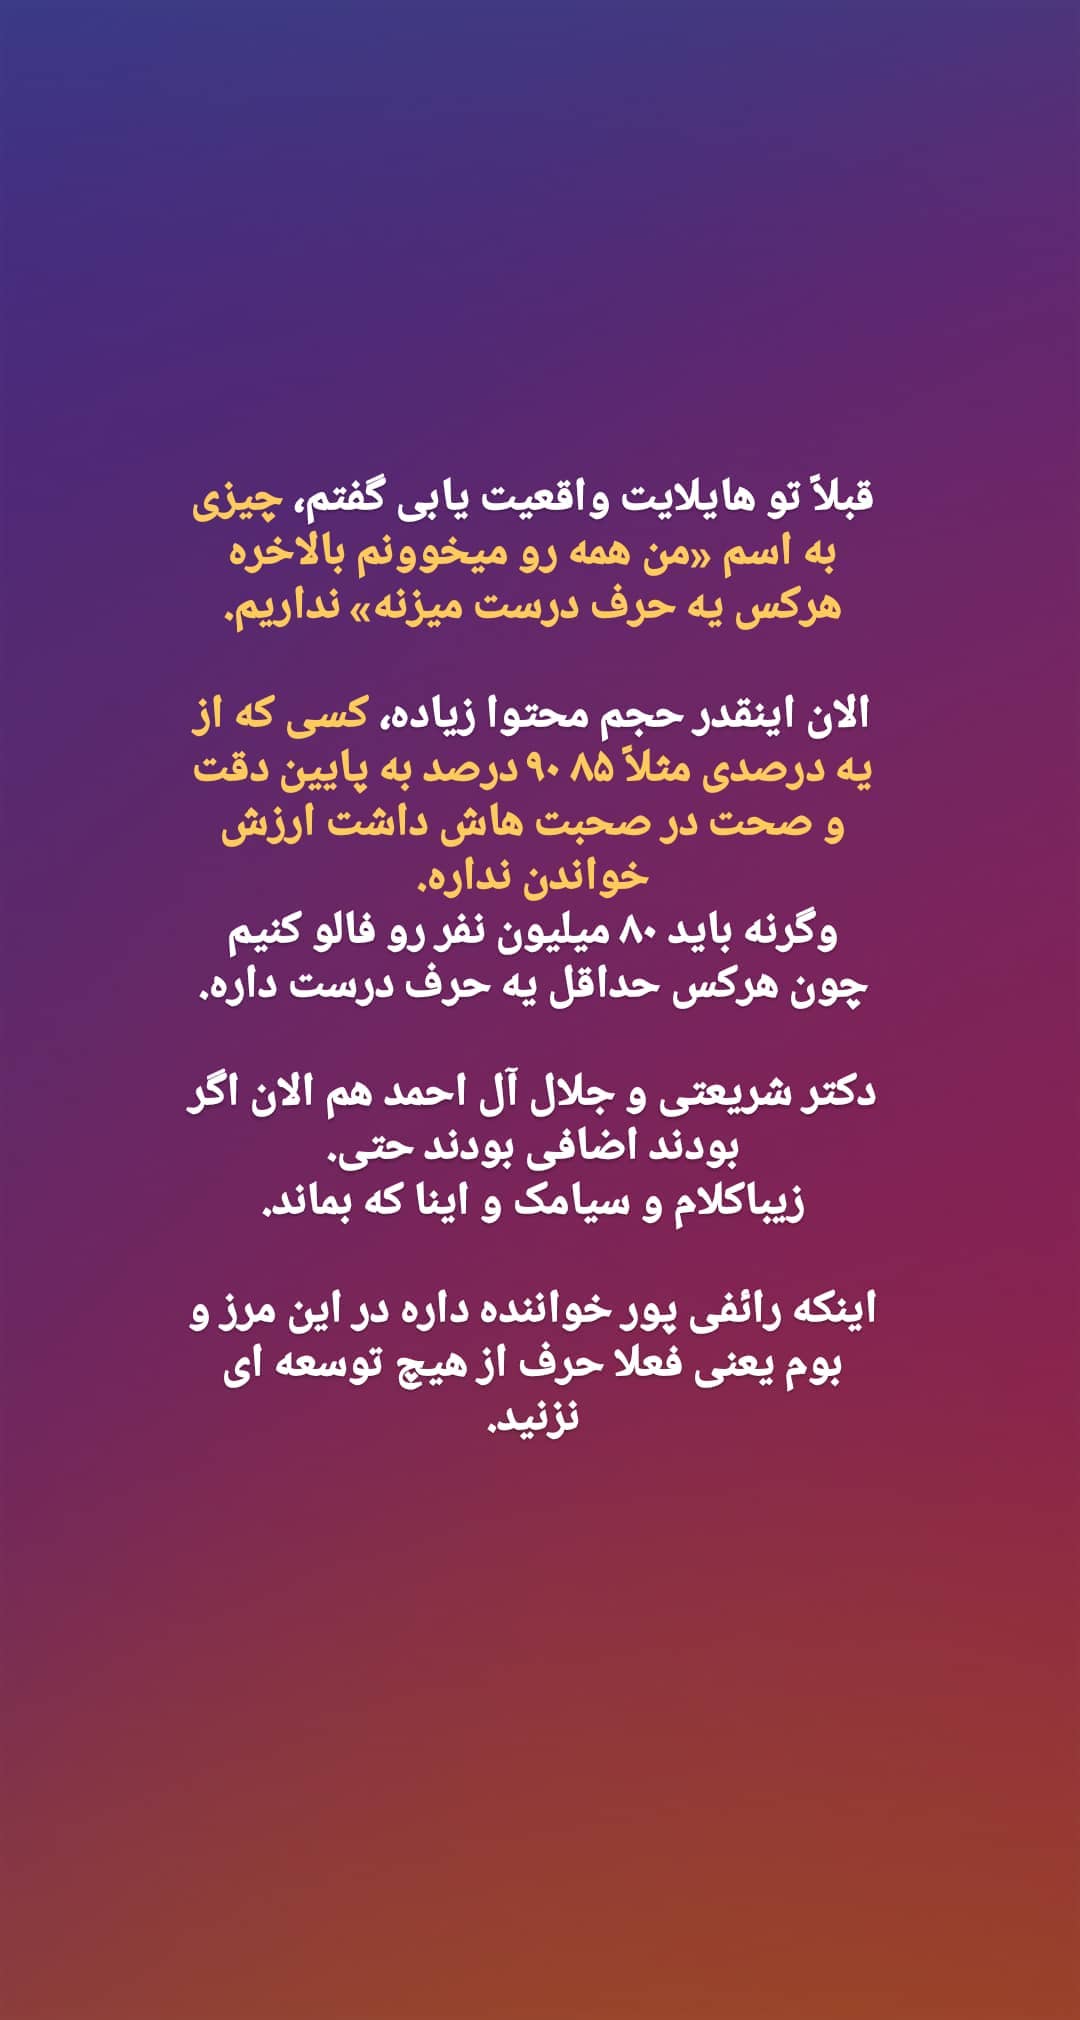 قبلاً تو هایلایت واقعیت یابی گفتم، چیزی
به اسم «من همه رو میخوونم بالاخره
هرکس یه حرف درست میزنه» نداریم.
الان اینقدر حجم محتوا زیاده، کسی که از
یه درصدی مثلاً ۸۵ ۹۰ درصد به پایین دقت
و صحت در صحبت هاش داشت ارزش
خواندن نداره.
وگرنه باید ۸۰ میلیون نفر رو فالو کنیم
چون هرکس حداقل یه حرف درست داره.
دکتر شریعتی و جلال آل احمد هم الان اگر
بودند اضافی بودند حتی.
زیباکلام و سیامک و اینا که بماند.
اینکه رائفی پور خواننده داره در این مرز و
بوم یعنی فعلا حرف از هیچ توسعه ای
نزنید.